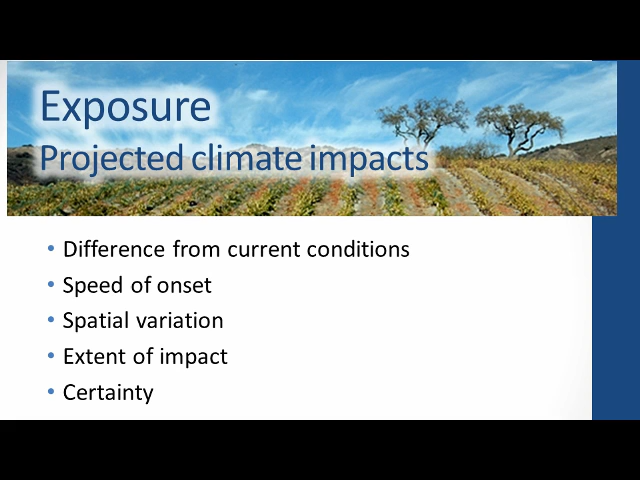 Exposure
Projected climate impacts
• Difference from current conditions
• Speed of onset
• Spatial variation
• Extent of impact
• Certainty